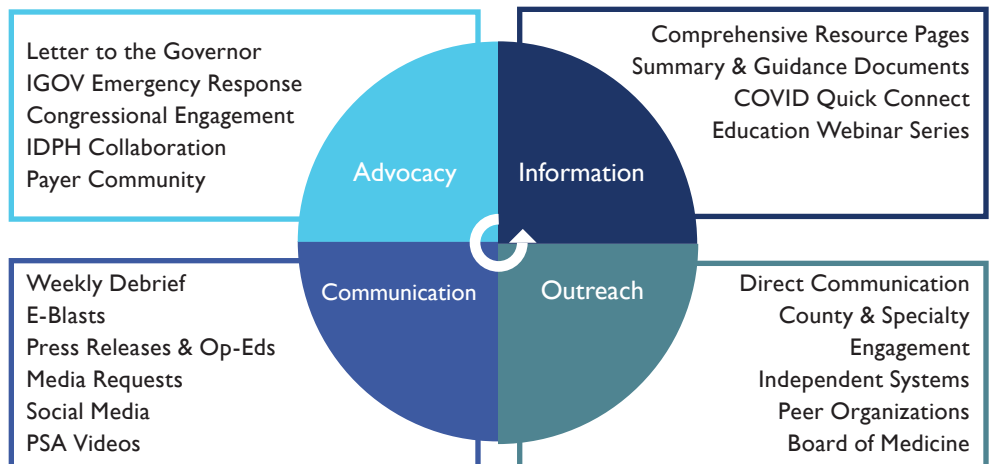 Letter to the Governor
IGOV Emergency Response
Congressional Engagement
IDPH Collaboration
Payer Community
Advocacy
Comprehensive Resource Pages
Summary & Guidance Documents
COVID Quick Connect
Education Webinar Series
Information
Weekly Debrief
E-Blasts
Press Releases & Op-Eds
Media Requests
Social Media
PSA Videos
Communication
Direct Communication
County & Specialty
Engagement
Independent Systems
Peer Organizations
Board of Medicine
Outreach